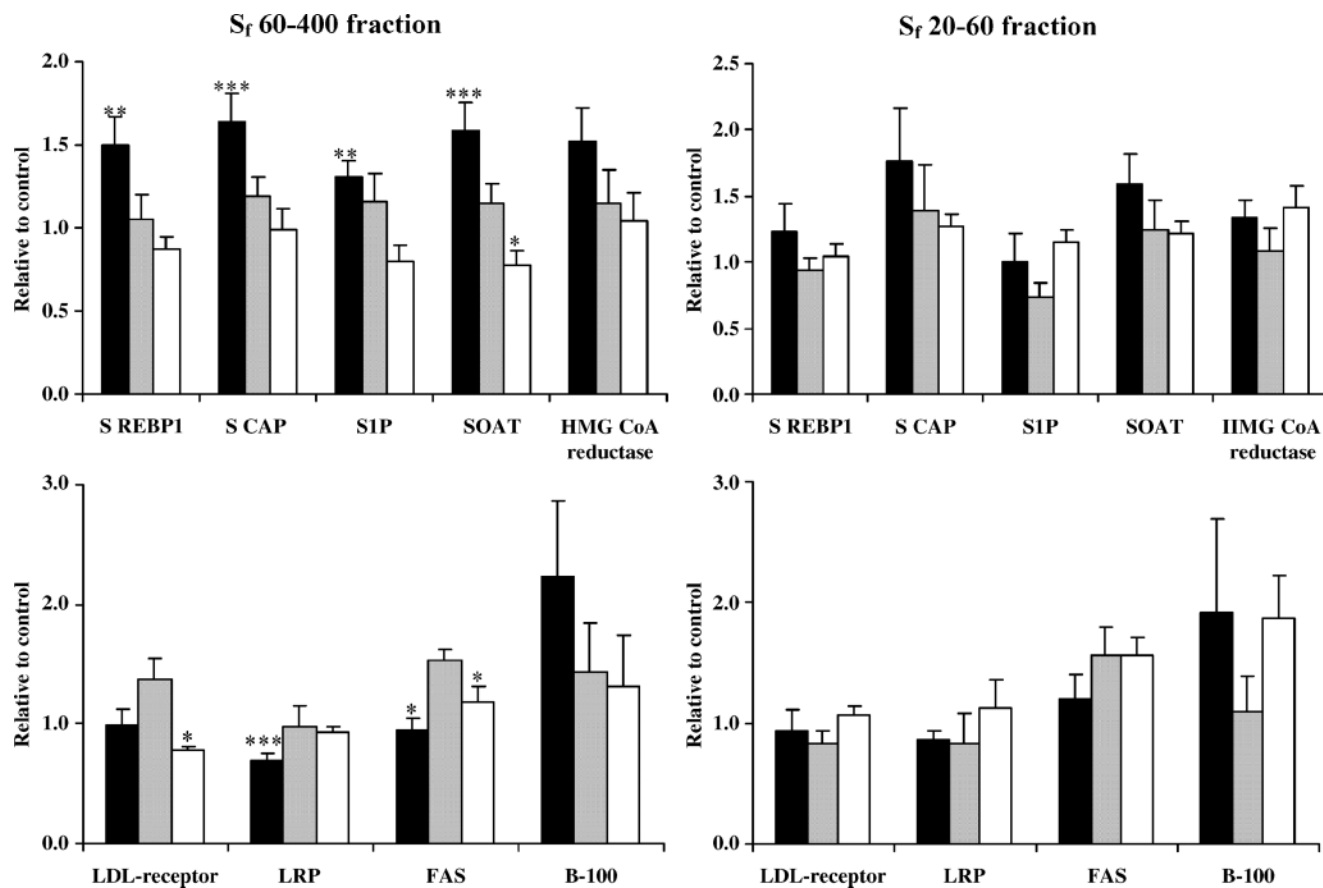 Sf 60-400 fraction
Sf 20-60 fraction
Relative to control
2.0
1.5
1.0
0.5
0.0
**
***
**
***
*
S REBP1
S CAP
S1P
SOAT
HMG CoA
reductase
Relative to control
2.5
2.0
1.5
1.0
0.5
0.0
S REBP1
S CAP
S1P
SOAT
IIMG CoA
reductase
Relative to control
3.0
2.0
1.0
0.0
*
***
*
*
LDL-receptor
LRP
FAS
B-100
Relative to control
3.0
2.0
1.0
0.0
LDL-receptor
LRP
FAS
B-100